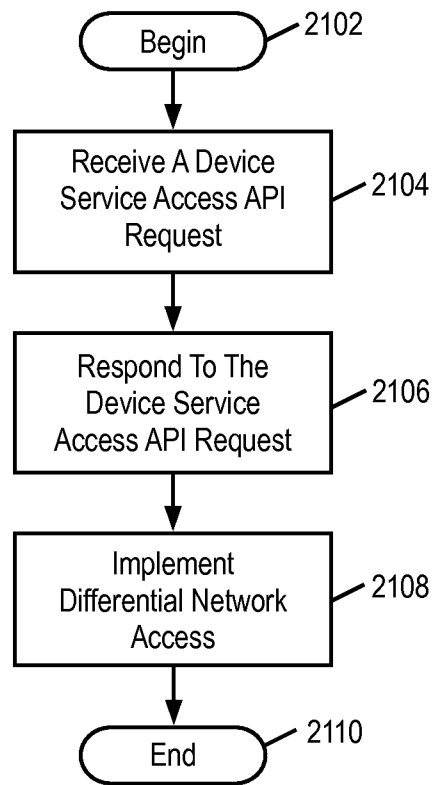 Begin
2102
Receive A Device
Service Access API
Request
2104
Respond To The
Device Service
Access API Request
2106
Implement
Differential Network
Access
2108
End
2110